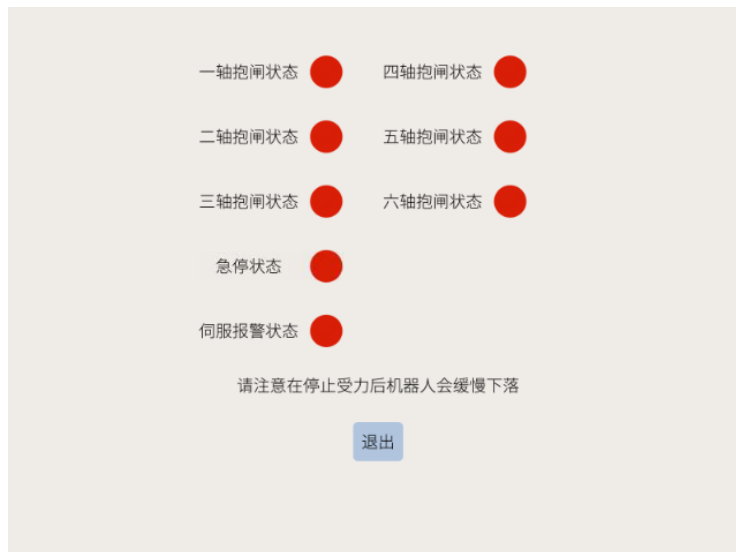 一轴抱闸状态 四轴抱闸状态
二轴抱闸状态 五轴抱闸状态
三轴抱闸状态 六轴抱闸状态
急停状态
伺服报警状态
请注意在停止受力后机器人会缓慢下落
退出